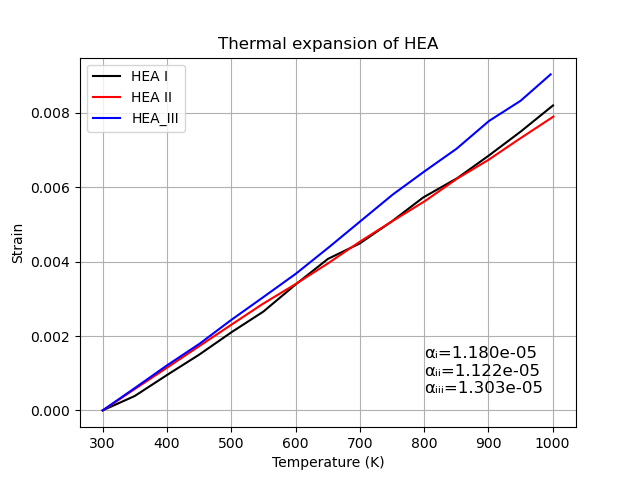 Thermal expansion of HEA
HEA I
HEA II
HEA_III
0.008
0.006
0.004
0.002
0.000
Strain
αᵢ=1.180e-05
αᵢᵢ=1.122e-05
αᵢᵢᵢ=1.303e-05
300 400 500 600 700 800 900 1000
Temperature (K)